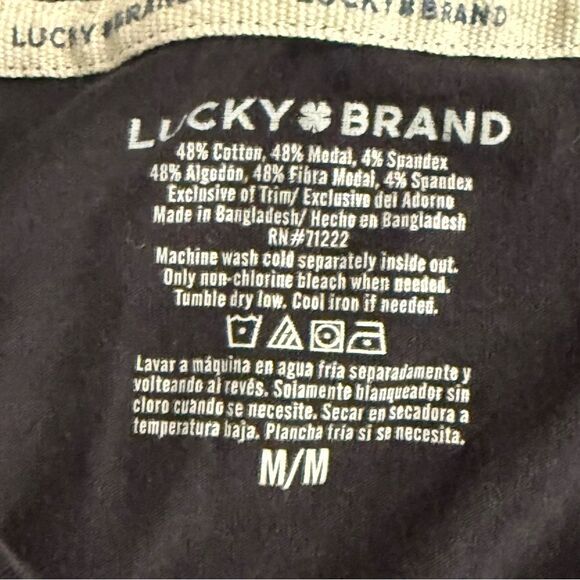 LUCKY BRAND LUCKY BRAND
LUCKY BRAND
48% Cotton, 48% Modal, 4% Spandex
48% Algodón, 48% Fibra Modal, 4% Spandex
Exclusive of Trim/ Exclusivo del Adorno
Made in Bangladesh/ Hecho en Bangladesh
RN#71222
Machine wash cold separately inside out.
Only non-chlorine bleach when needed.
Tumble dry low. Cool iron if needed.
Lavar a máquina en agua fría separadamente y
volteando al revés. Solamente blanqueador sin
cloro cuando se necesite. Secar en secadora a
temperatura baja. Plancha fría si se necesita.
M/M